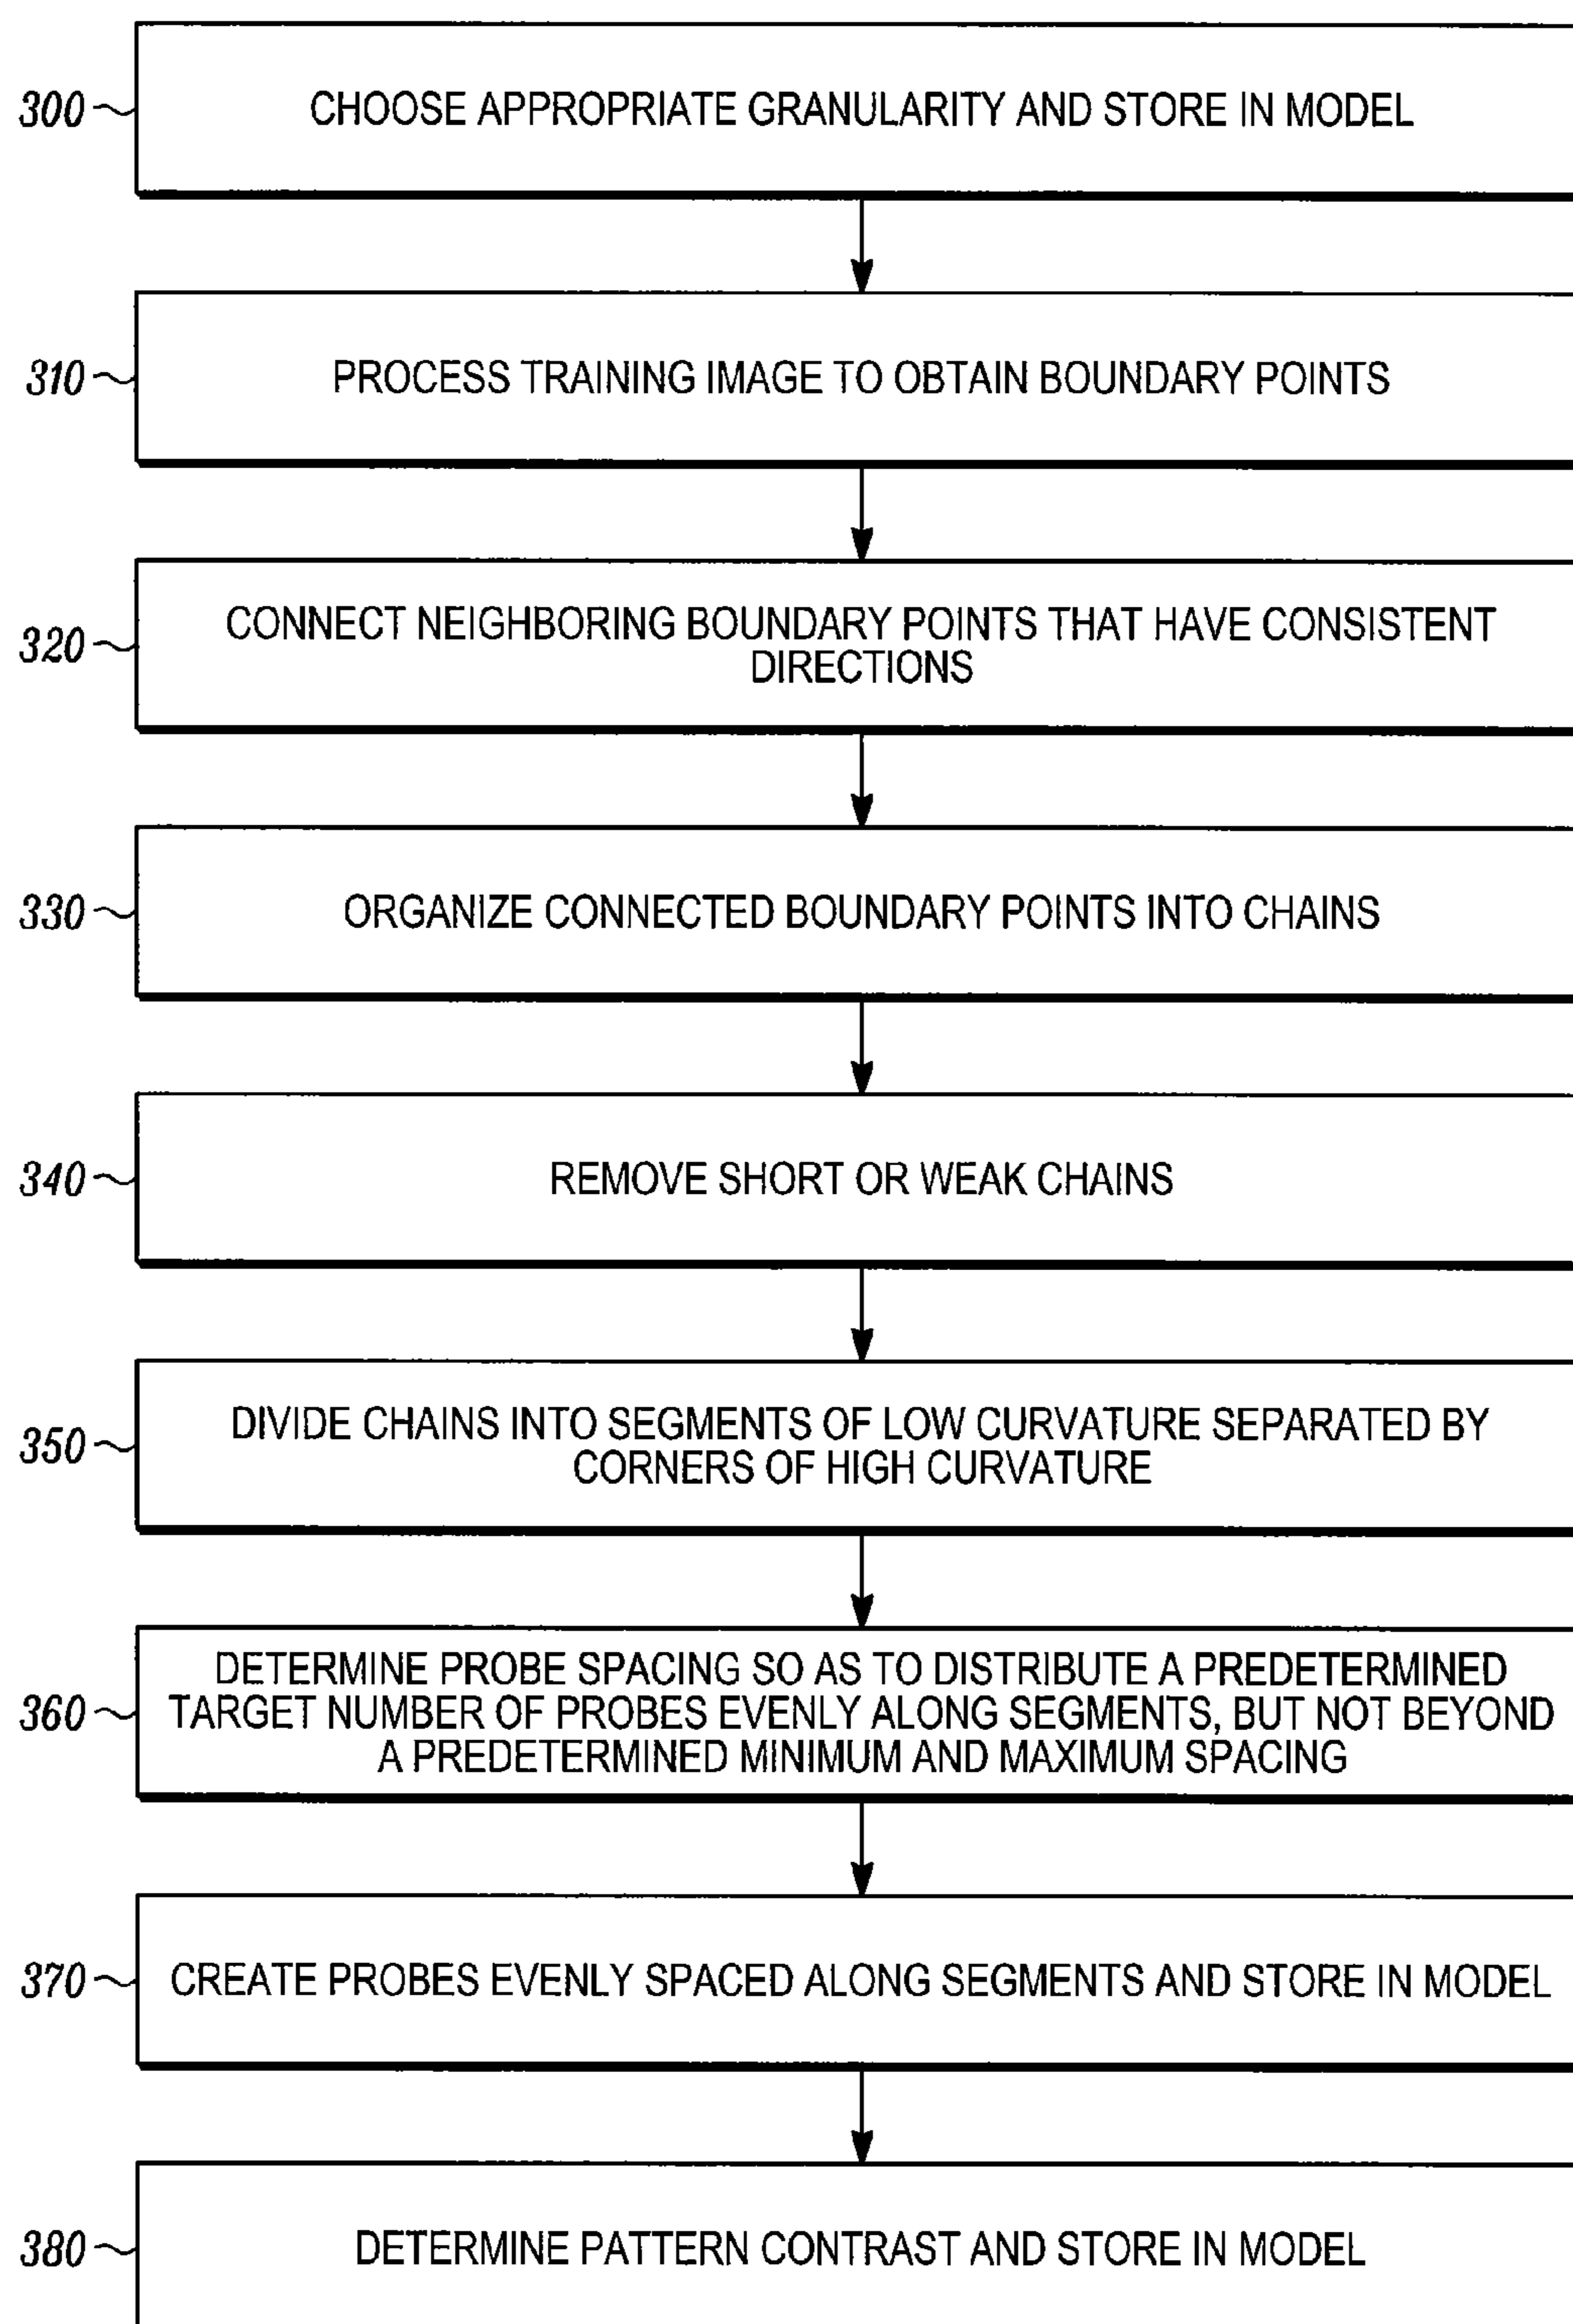 300
CHOOSE APPROPRIATE GRANULARITY AND STORE IN MODEL
310
PROCESS TRAINING IMAGE TO OBTAIN BOUNDARY POINTS
320
CONNECT NEIGHBORING BOUNDARY POINTS THAT HAVE CONSISTENT
DIRECTIONS
330
ORGANIZE CONNECTED BOUNDARY POINTS INTO CHAINS
340
REMOVE SHORT OR WEAK CHAINS
350
DIVIDE CHAINS INTO SEGMENTS OF LOW CURVATURE SEPARATED BY
CORNERS OF HIGH CURVATURE
360
DETERMINE PROBE SPACING SO AS TO DISTRIBUTE A PREDETERMINED
TARGET NUMBER OF PROBES EVENLY ALONG SEGMENTS, BUT NOT BEYOND
A PREDETERMINED MINIMUM AND MAXIMUM SPACING
370
CREATE PROBES EVENLY SPACED ALONG SEGMENTS AND STORE IN MODEL
380
DETERMINE PATTERN CONTRAST AND STORE IN MODEL